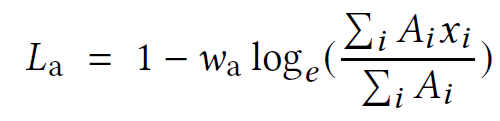 L_a = 1 − w_a log_e(∑_i A_i x_i / ∑_i A_i)